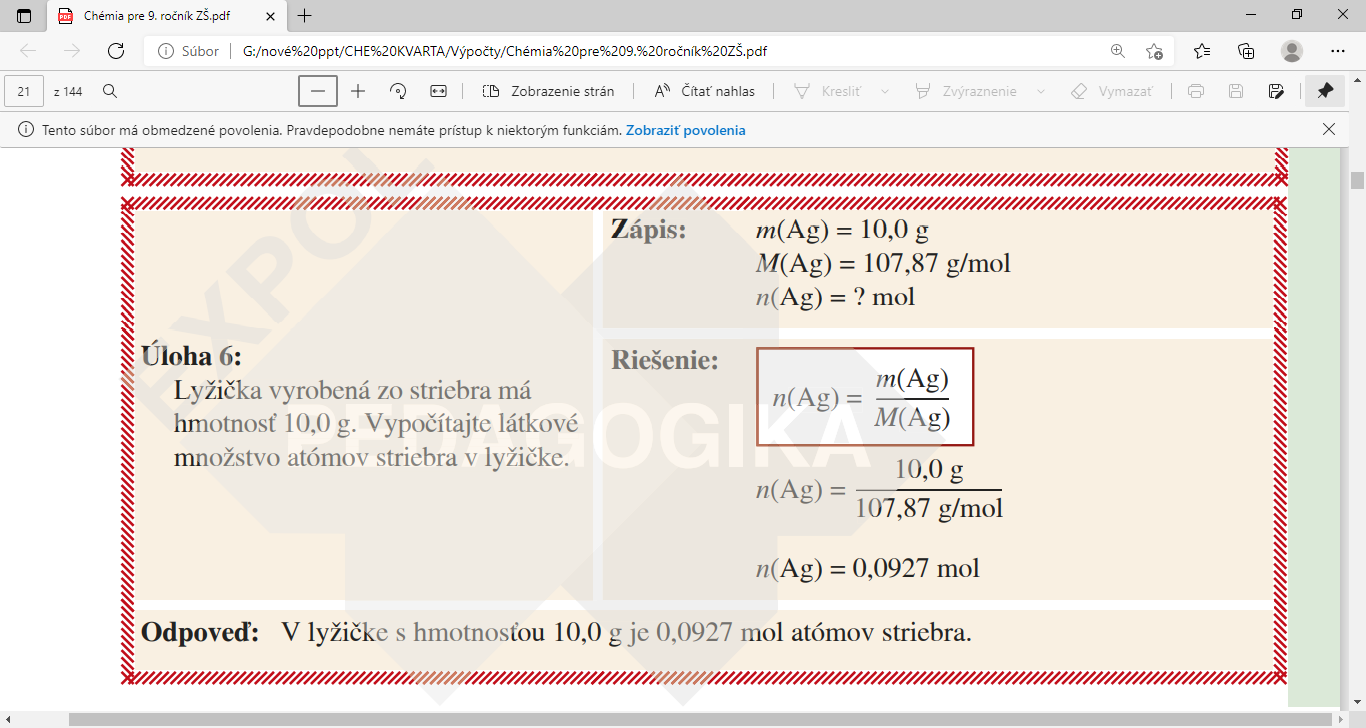 Chémia pre 9. ročník ZŠ.pdf
Súbor G:/nové%20ppt/CHE%20KVARTA/Výpočty/Chémia%20pre%209.%20ročník%20ZŠ.pdf
21 z 144 Zobrazenie strán Čítať nahlas Kresliť Zvýraznenie Vymazať
Tento súbor má obmedzené povolenia. Pravdepodobne nemáte prístup k niektorým funkciám. Zobraziť povolenia
EXPOL
PEDAGOGIKA
Zápis: m(Ag) = 10,0 g
M(Ag) = 107,87 g/mol
n(Ag) = ? mol
Úloha 6:
Lyžička vyrobená zo striebra má
hmotnosť 10,0 g. Vypočítajte látkové
množstvo atómov striebra v lyžičke.
Riešenie:
n(Ag) = m(Ag) / M(Ag)
n(Ag) = 10,0 g / 107,87 g/mol
n(Ag) = 0,0927 mol
Odpoveď: V lyžičke s hmotnosťou 10,0 g je 0,0927 mol atómov striebra.